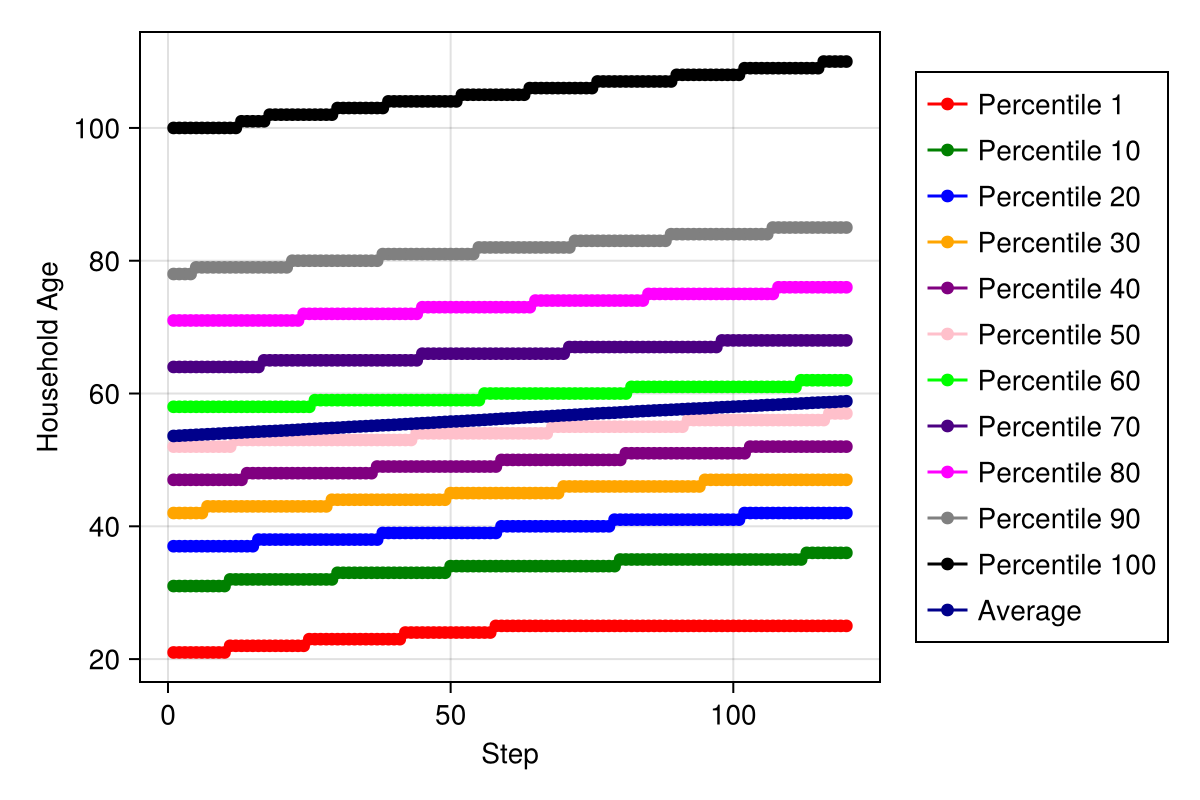 100
80
60
40
20
0
50
100
Household Age
Step
Percentile 1
Percentile 10
Percentile 20
Percentile 30
Percentile 40
Percentile 50
Percentile 60
Percentile 70
Percentile 80
Percentile 90
Percentile 100
Average